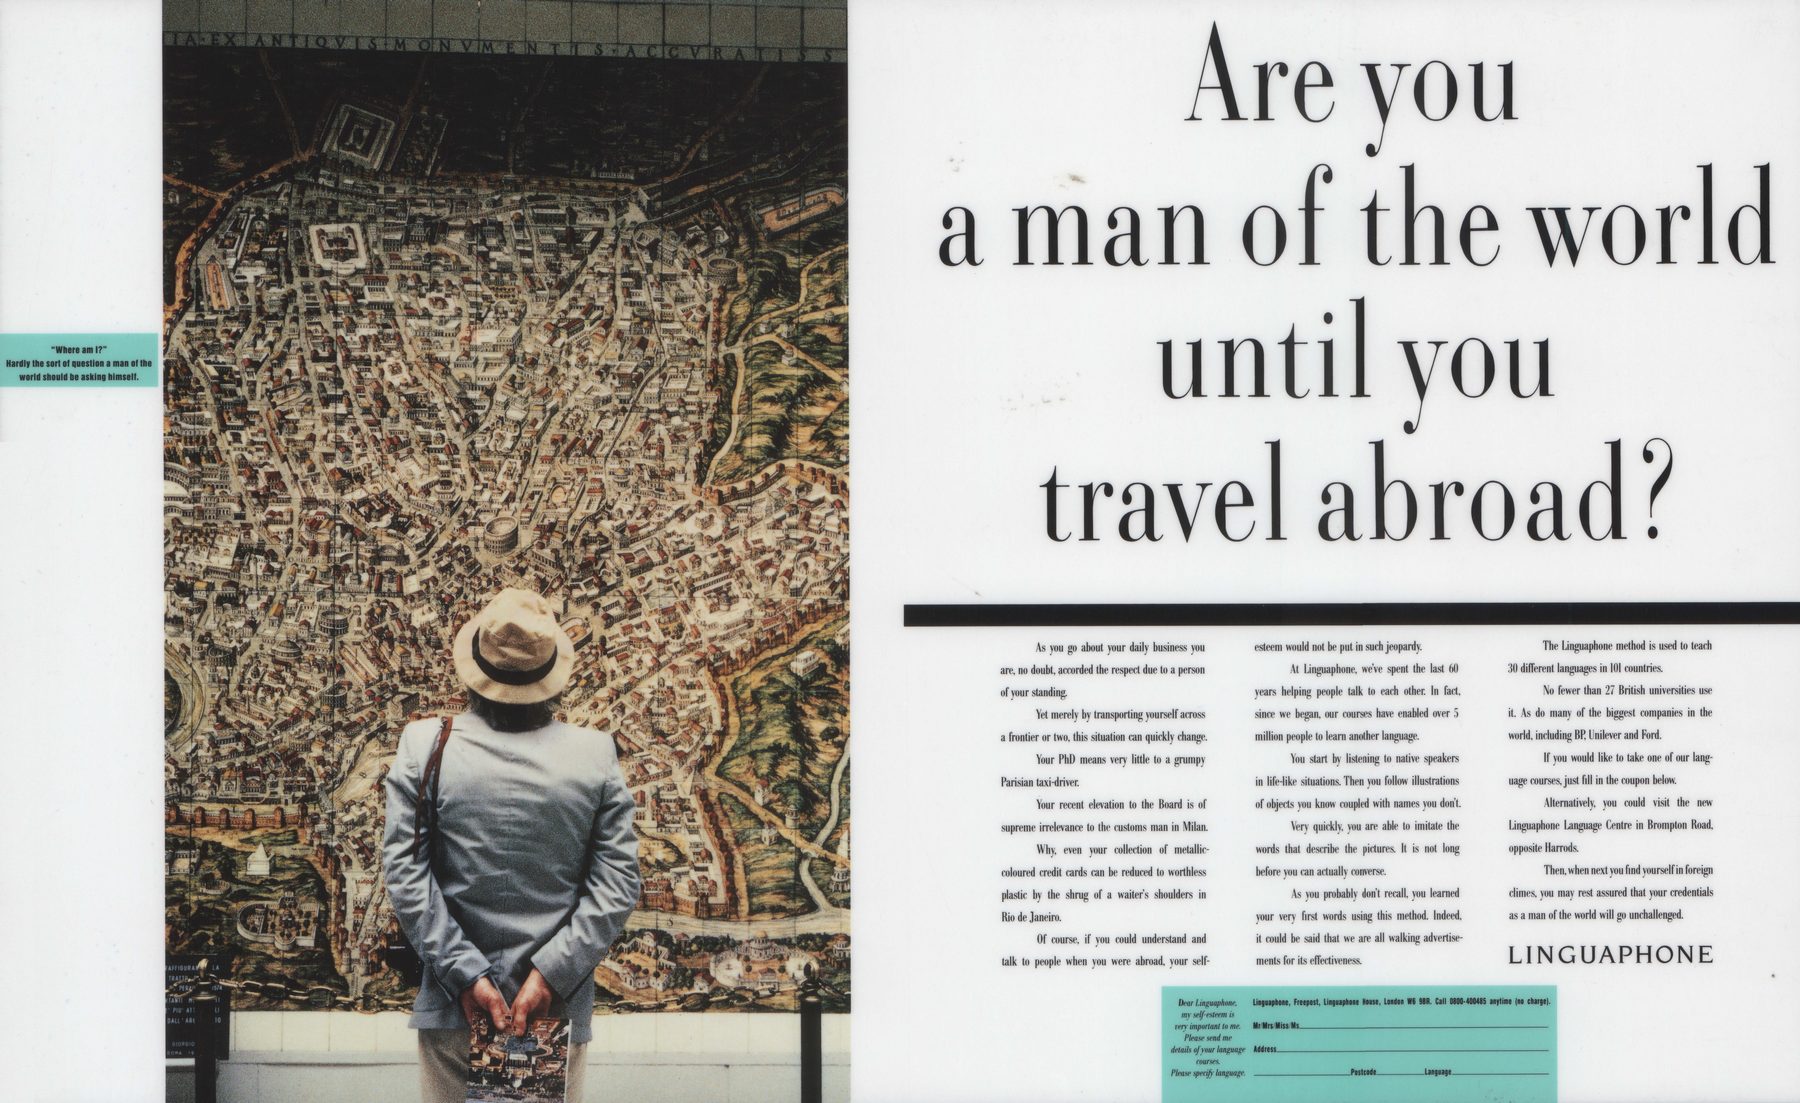 IA·EX ANTIQVIS·MONVMENTIS·ACCVRATISS
"Where am I?"
Hardly the sort of question a man of the
world should be asking himself.
Are you
a man of the world
until you
travel abroad?
As you go about your daily business you
are, no doubt, accorded the respect due to a person
of your standing.
Yet merely by transporting yourself across
a frontier or two, this situation can quickly change.
Your PhD means very little to a grumpy
Parisian taxi-driver.
Your recent elevation to the Board is of
supreme irrelevance to the customs man in Milan.
Why, even your collection of metallic-
coloured credit cards can be reduced to worthless
plastic by the shrug of a waiter's shoulders in
Rio de Janeiro.
Of course, if you could understand and
talk to people when you were abroad, your self-
esteem would not be put in such jeopardy.
At Linguaphone, we've spent the last 60
years helping people talk to each other. In fact,
since we began, our courses have enabled over 5
million people to learn another language.
You start by listening to native speakers
in life-like situations. Then you follow illustrations
of objects you know coupled with names you don't.
Very quickly, you are able to imitate the
words that describe the pictures. It is not long
before you can actually converse.
As you probably don't recall, you learned
your very first words using this method. Indeed,
it could be said that we are all walking advertise-
ments for its effectiveness.
The Linguaphone method is used to teach
30 different languages in 101 countries.
No fewer than 27 British universities use
it. As do many of the biggest companies in the
world, including BP, Unilever and Ford.
If you would like to take one of our lang-
uage courses, just fill in the coupon below.
Alternatively, you could visit the new
Linguaphone Language Centre in Brompton Road,
opposite Harrods.
Then, when next you find yourself in foreign
climes, you may rest assured that your credentials
as a man of the world will go unchallenged.
LINGUAPHONE
Dear Linguaphone,
my self-esteem is
very important to me.
Please send me
details of your language
courses.
Please specify language.
Linguaphone, Freepost, Linguaphone House, London W6 9BR. Call 0800-400485 anytime (no charge).
Mr/Mrs/Miss/Ms
Address
Postcode Language
RAFFIGURA LA
GIORGIO
ROMA